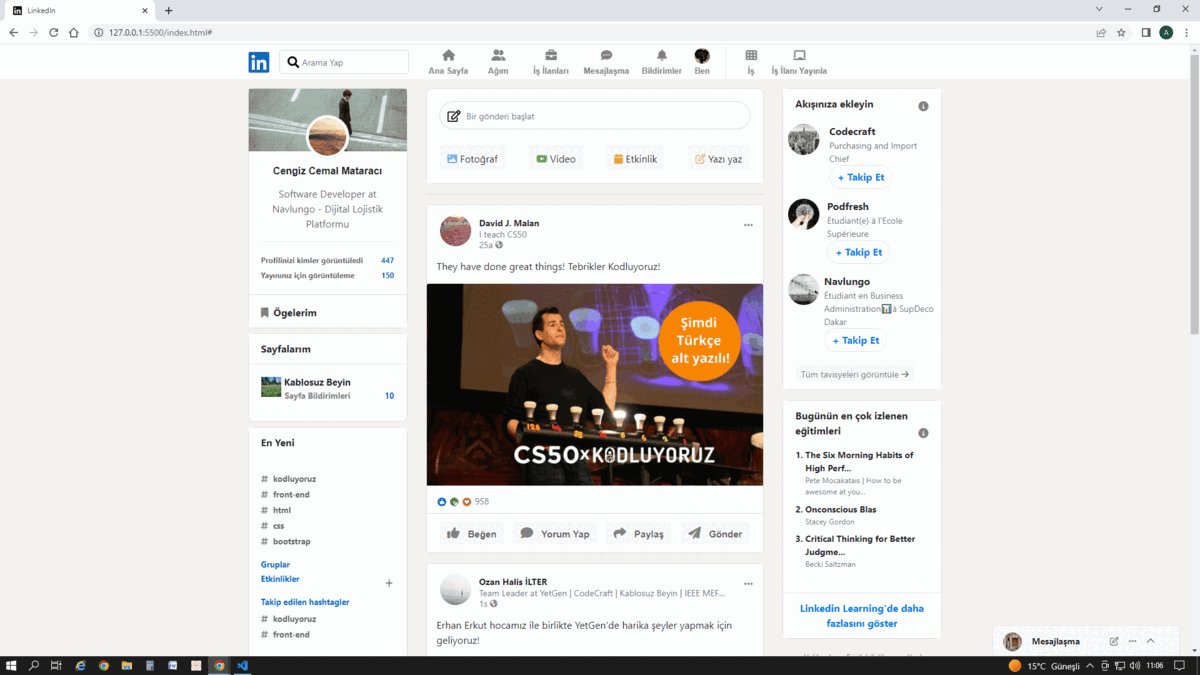 LinkedIn
127.0.0.1:5500/index.html#
A
in
Arama Yap
Ana Sayfa
Ağım
İş İlanları
Mesajlaşma
Bildirimler
Ben
İş
İş İlanı Yayınla
Cengiz Cemal Mataracı
Software Developer at
Navlungo - Dijital Lojistik
Platformu
Profilinizi kimler görüntüledi 447
Yayınınız için görüntüleme 150
Ögelerim
Sayfalarım
Kablosuz Beyin
Sayfa Bildirimleri 10
En Yeni
# kodluyoruz
# front-end
# html
# css
# bootstrap
Gruplar
Etkinlikler
+
Takip edilen hashtagler
# kodluyoruz
# front-end
Bir gönderi başlat
Fotoğraf
Video
Etkinlik
Yazı yaz
David J. Malan
I teach CS50
25a
They have done great things! Tebrikler Kodluyoruz!
Şimdi
Türkçe
alt yazılı!
CS50×KODLUYORUZ
958
Beğen
Yorum Yap
Paylaş
Gönder
Ozan Halis İLTER
Team Leader at YetGen | CodeCraft | Kablosuz Beyin | IEEE MEF...
1s
Erhan Erkut hocamız ile birlikte YetGen'de harika şeyler yapmak için
geliyoruz!
Akışınıza ekleyin
Codecraft
Purchasing and Import
Chief
+ Takip Et
Podfresh
Étudiant(e) à l'Ecole
Supérieure
+ Takip Et
Navlungo
Étudiant en Business
Administration à SupDeco
Dakar
+ Takip Et
Tüm tavisyeleri görüntüle →
Bugünün en çok izlenen
eğitimleri
1. The Six Morning Habits of
High Perf...
Pete Mocakatais | How to be
awesome at you...
2. Onconscious Bias
Stacey Gordon
3. Critical Thinking for Better
Judgme...
Becki Saltzman
Linkedin Learning'de daha
fazlasını göster
Mesajlaşma
15°C Güneşli
11:06